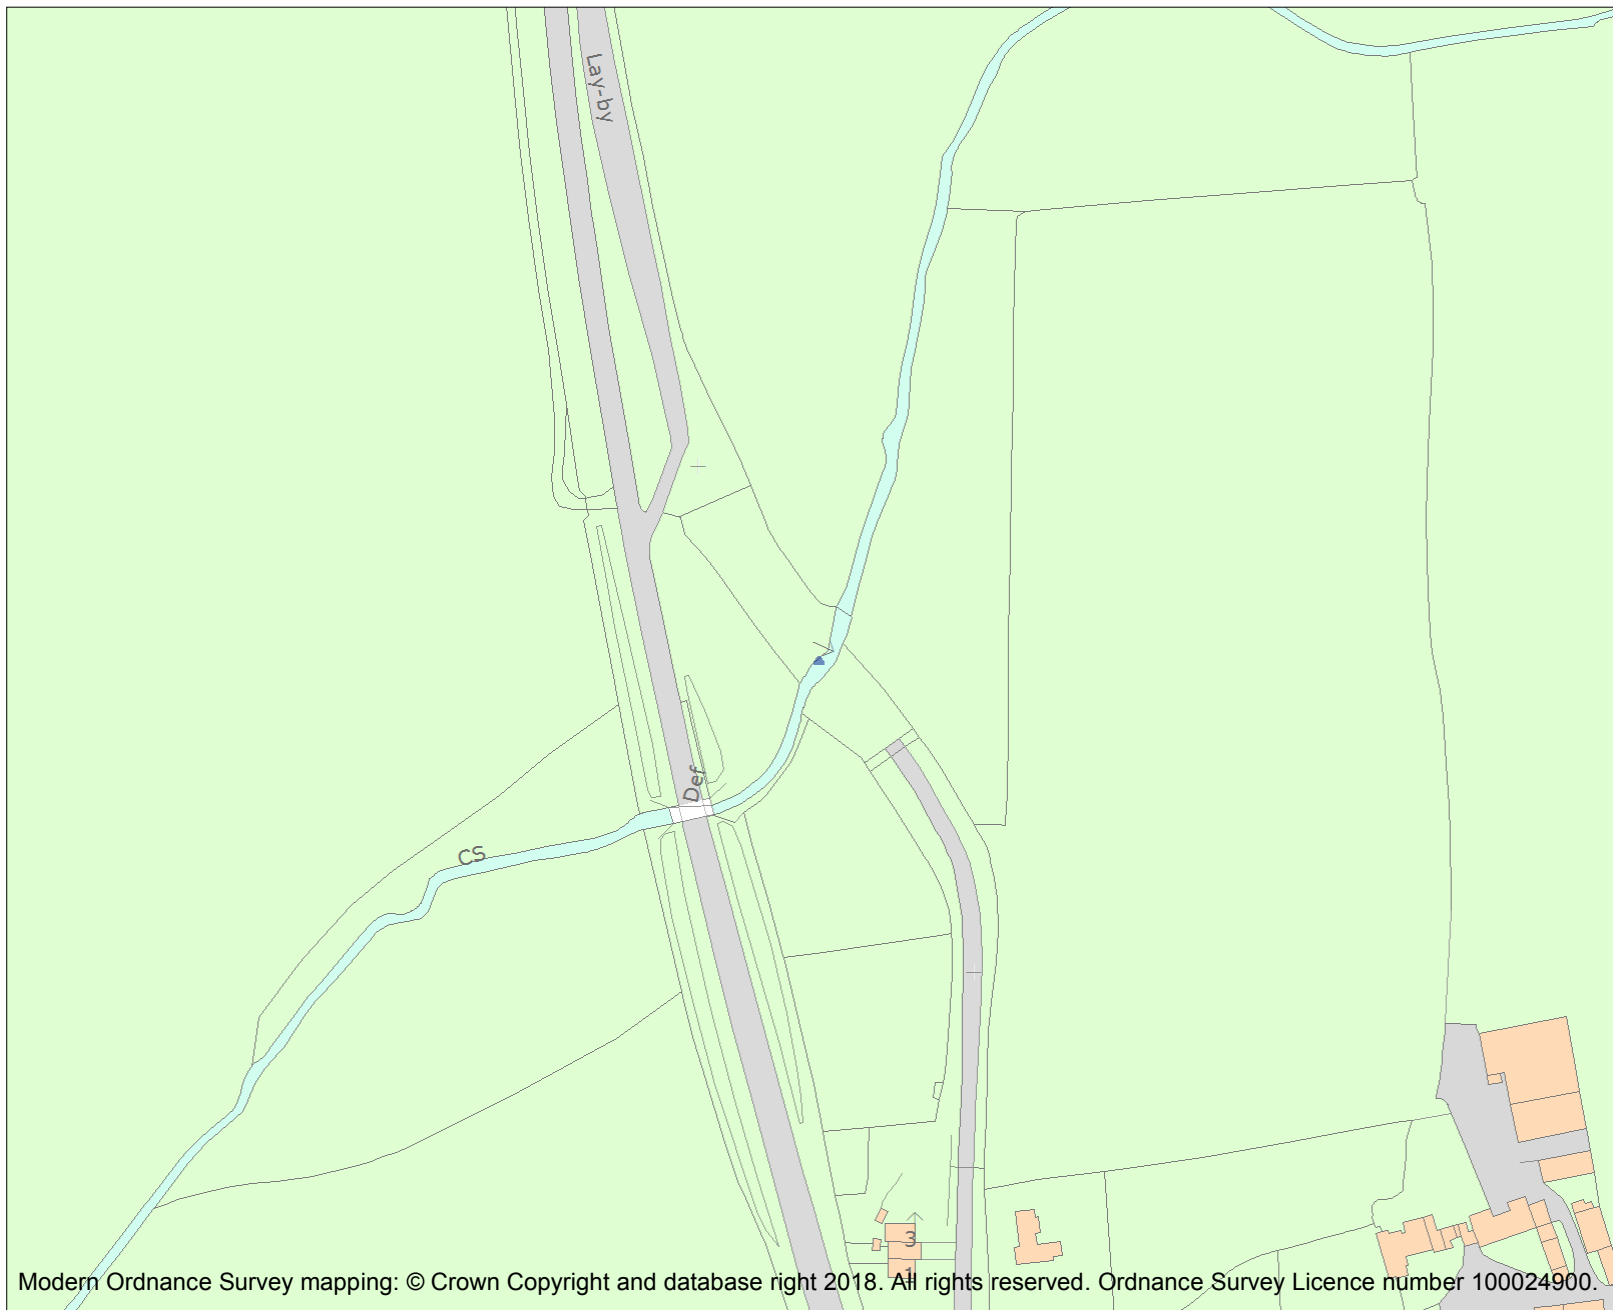 Lay-by
Def
CS
3
1
Modern Ordnance Survey mapping: © Crown Copyright and database right 2018. All rights reserved. Ordnance Survey Licence number 100024900.